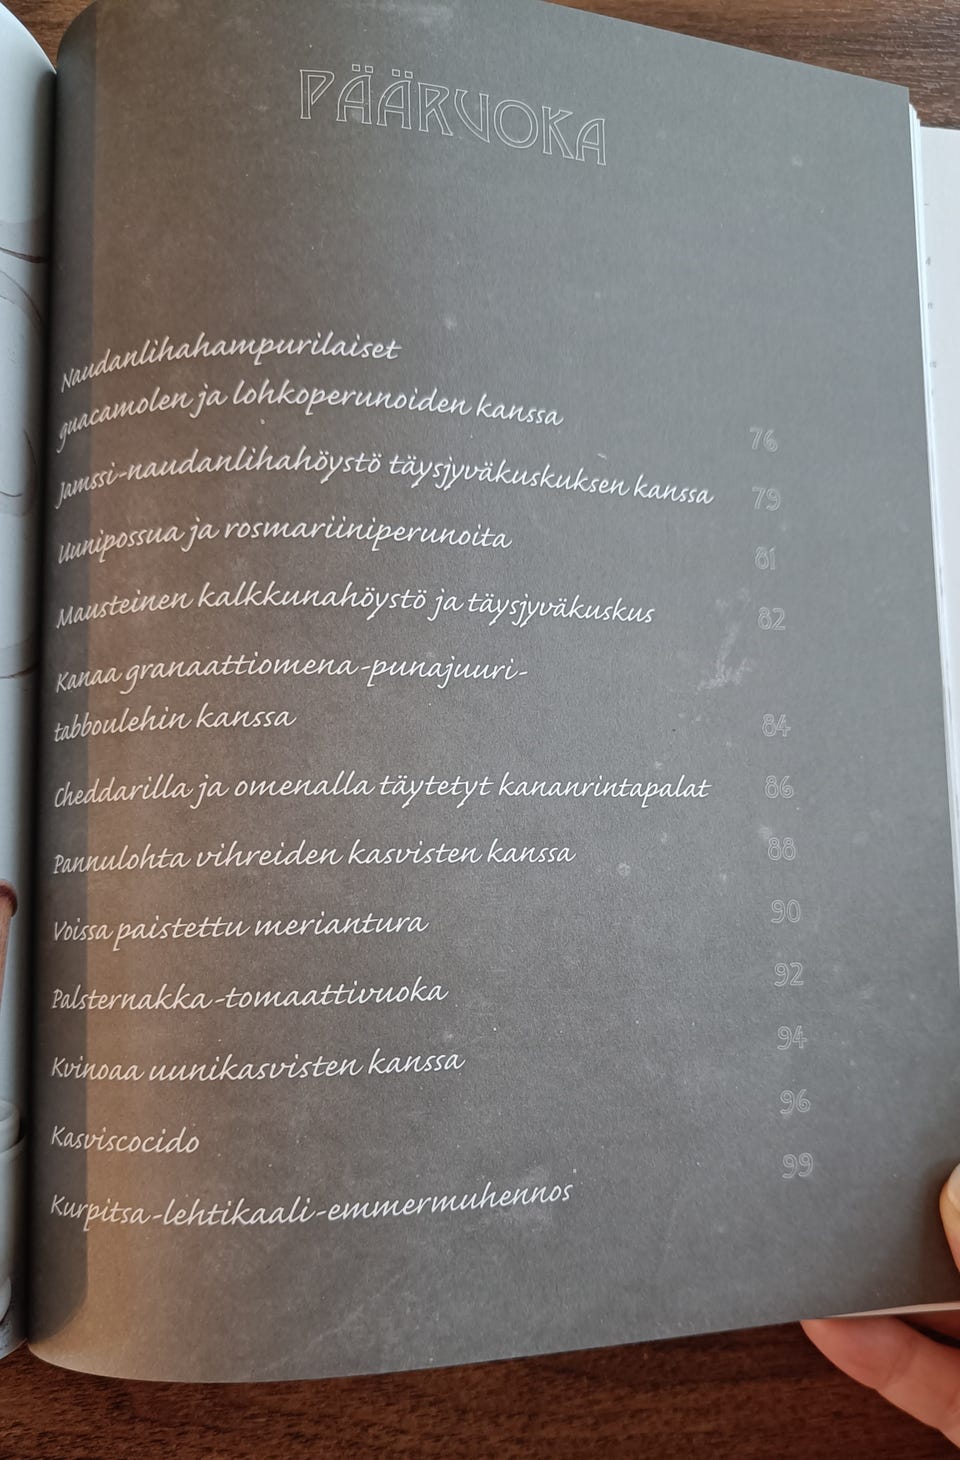 PÄÄRUOKA
Naudanlihahampurilaiset
guacamolen ja lohkoperunoiden kanssa 76
Jamssi-naudanlihahöystö täysjyväkuskuksen kanssa 79
Uunipossua ja rosmariiniperunoita 81
Mausteinen kalkkunahöystö ja täysjyväkuskus 82
Kanaa granaattiomena-punajuuri-
tabboulehin kanssa 84
Cheddarilla ja omenalla täytetyt kananrintapalat 86
Pannulohta vihreiden kasvisten kanssa 88
Voissa paistettu meriantura 90
Palsternakka-tomaattivuoka 92
Kvinoaa uunikasvisten kanssa 94
Kasviscocido 96
Kurpitsa-lehtikaali-emmermuhennos 99